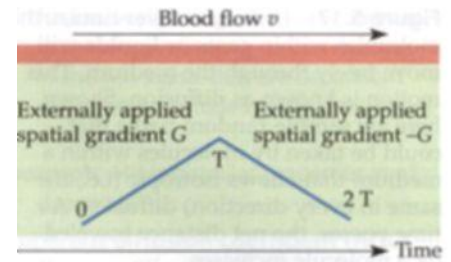 Blood flow v
Externally applied
spatial gradient G
Externally applied
spatial gradient –G
T
0
2 T
Time